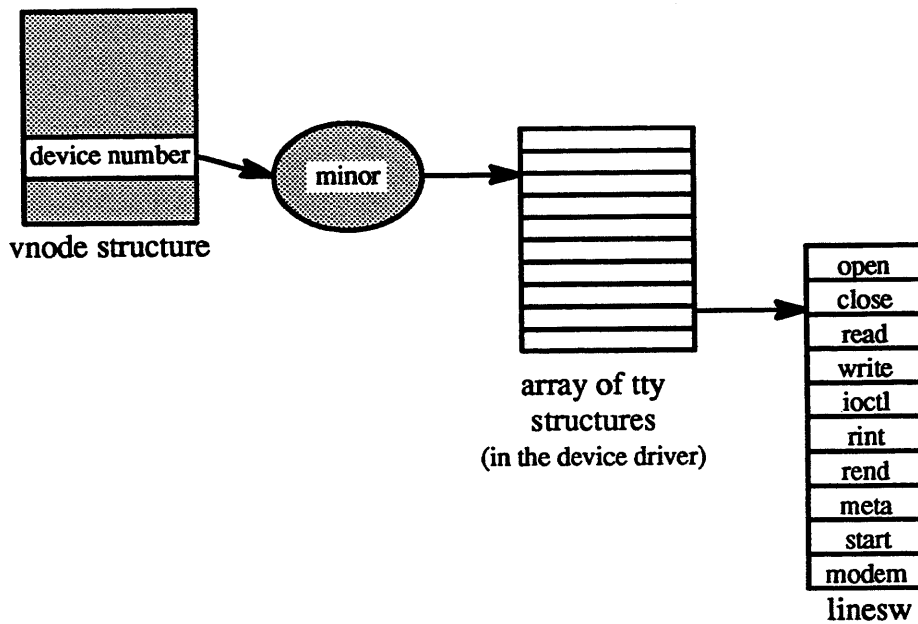 device number
vnode structure
minor
array of tty
structures
(in the device driver)
open
close
read
write
ioctl
rint
rend
meta
start
modem
linesw